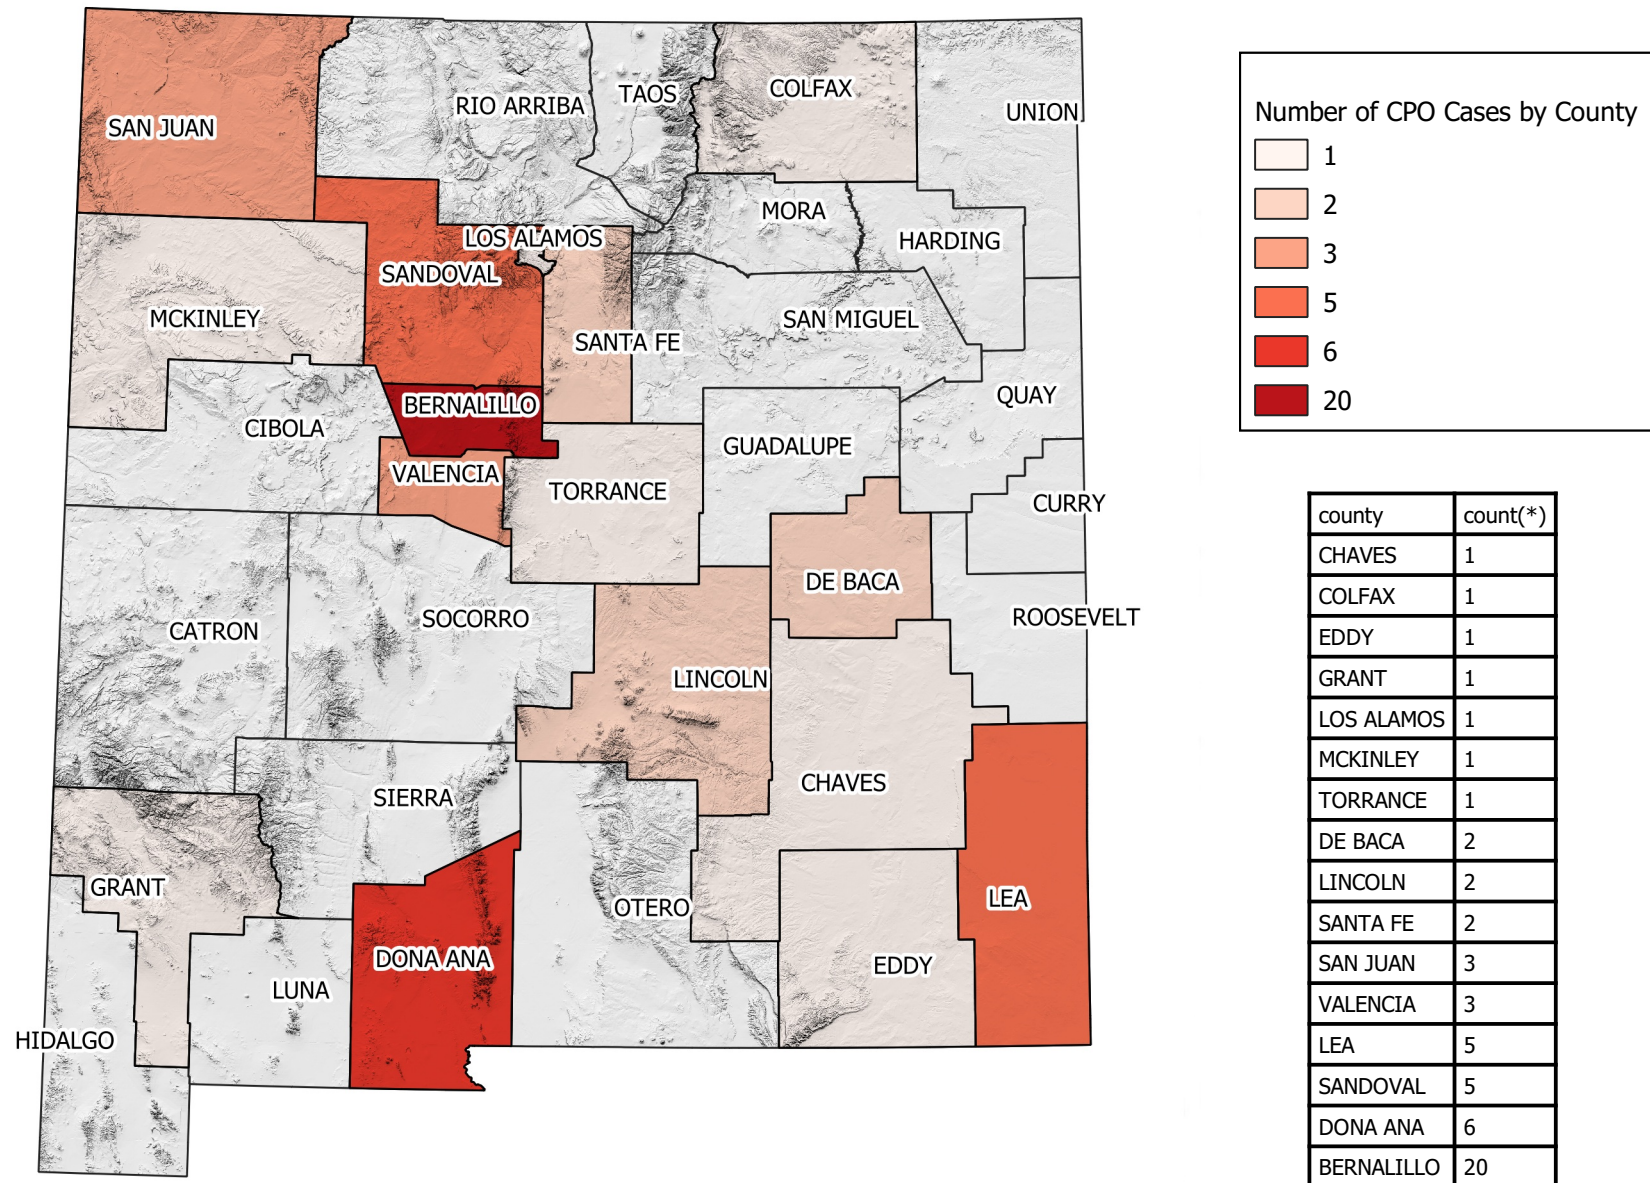 TAOS
COLFAX
RIO ARRIBA
UNION
SAN JUAN
MORA
LOS ALAMOS
HARDING
SANDOVAL
MCKINLEY
SAN MIGUEL
SANTA FE
QUAY
BERNALILLO
CIBOLA
GUADALUPE
VALENCIA
TORRANCE
CURRY
DE BACA
SOCORRO
ROOSEVELT
CATRON
LINCOLN
CHAVES
SIERRA
GRANT
LEA
OTERO
DONA ANA
EDDY
LUNA
HIDALGO
Number of CPO Cases by County
1
2
3
5
6
20
county count(*)
CHAVES 1
COLFAX 1
EDDY 1
GRANT 1
LOS ALAMOS 1
MCKINLEY 1
TORRANCE 1
DE BACA 2
LINCOLN 2
SANTA FE 2
SAN JUAN 3
VALENCIA 3
LEA 5
SANDOVAL 5
DONA ANA 6
BERNALILLO 20